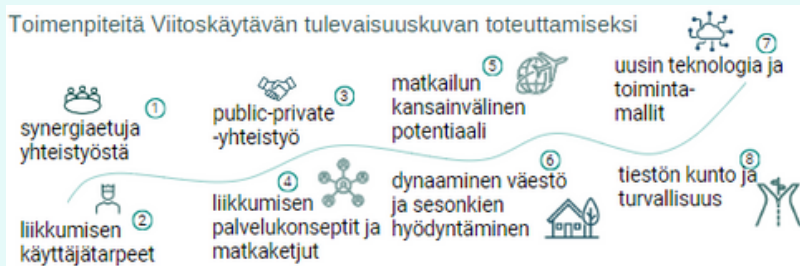 Toimenpiteitä Viitoskäytävän tulevaisuuskuvan toteuttamiseksi
1
synergiaetuja
yhteistyöstä
2
liikkumisen
käyttäjätarpeet
3
public-private
-yhteistyö
4
liikkumisen
palvelukonseptit ja
matkaketjut
5
matkailun
kansainvälinen
potentiaali
6
dynaaminen väestö
ja sesonkien
hyödyntäminen
7
uusin teknologia ja
toiminta-
mallit
8
tiestön kunto ja
turvallisuus